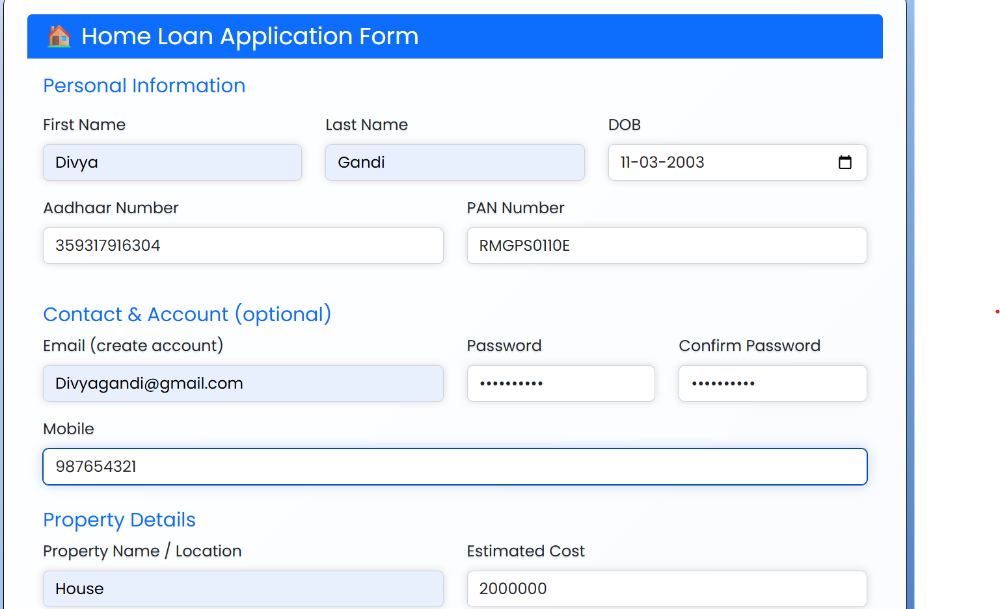 Home Loan Application Form
Personal Information
First Name Last Name DOB
Divya Gandi 11-03-2003
Aadhaar Number PAN Number
359317916304 RMGPS0110E
Contact & Account (optional)
Email (create account) Password Confirm Password
Divyagandi@gmail.com •••••••••• ••••••••••
Mobile
987654321
Property Details
Property Name / Location Estimated Cost
House 2000000